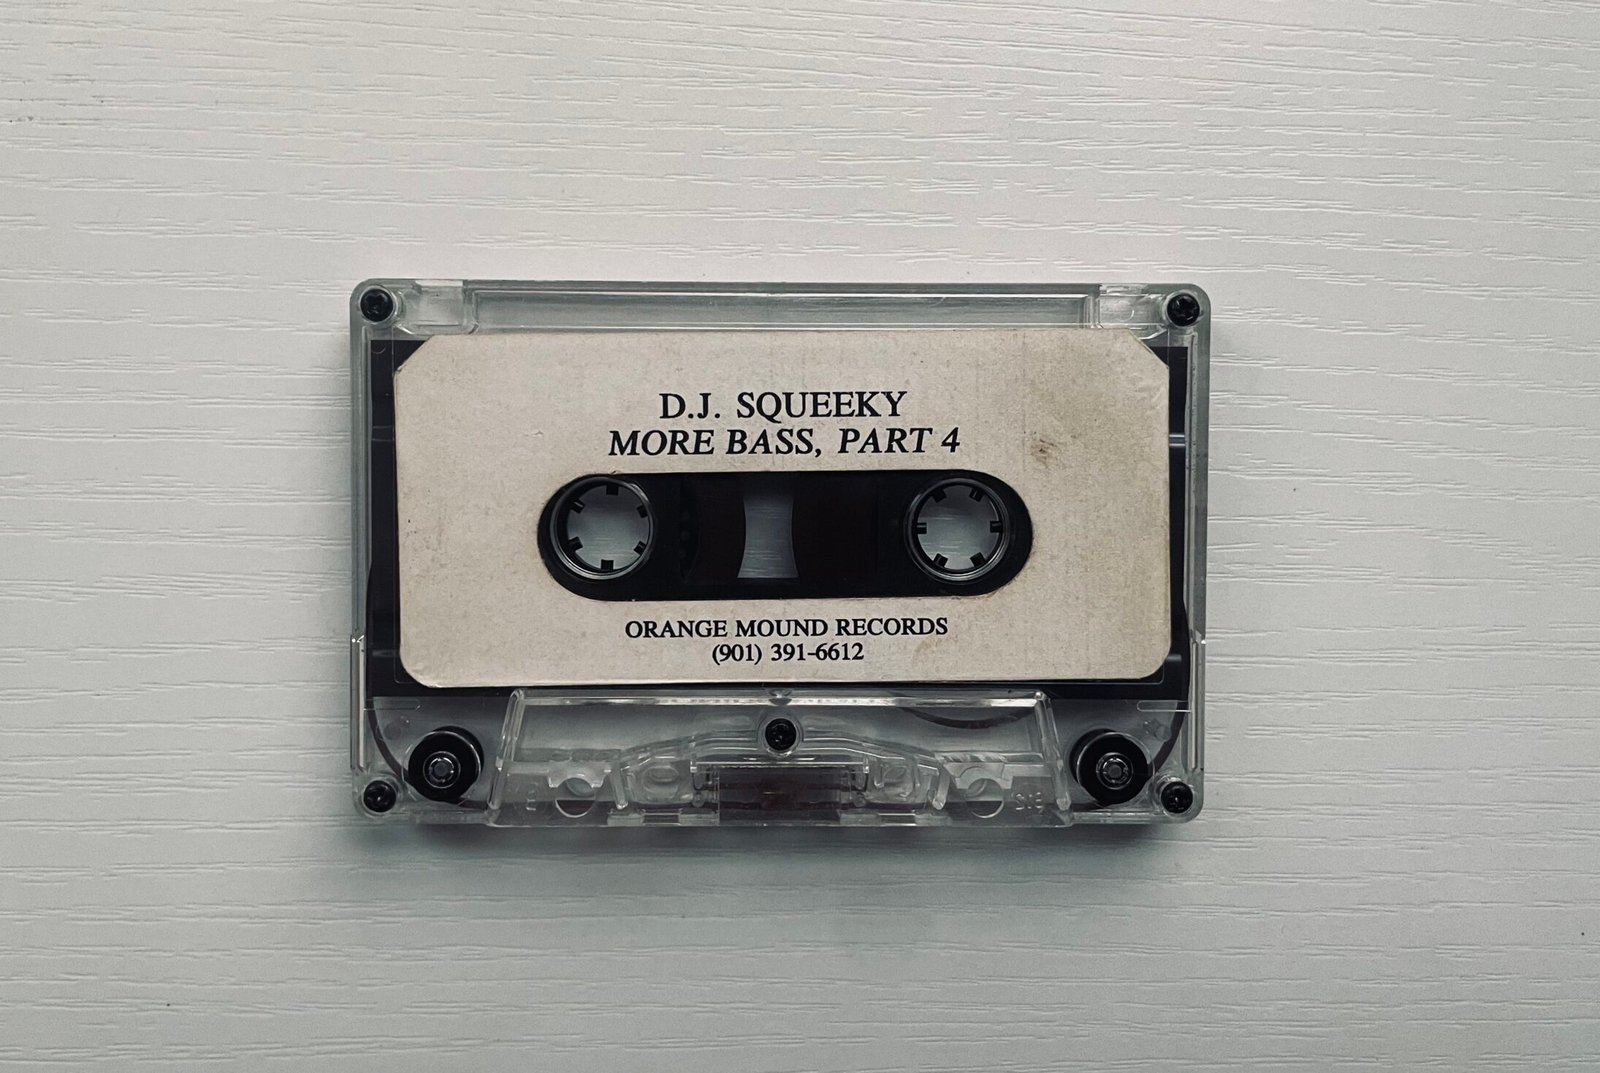 D.J. SQUEEKY
MORE BASS, PART 4
ORANGE MOUND RECORDS
(901) 391-6612